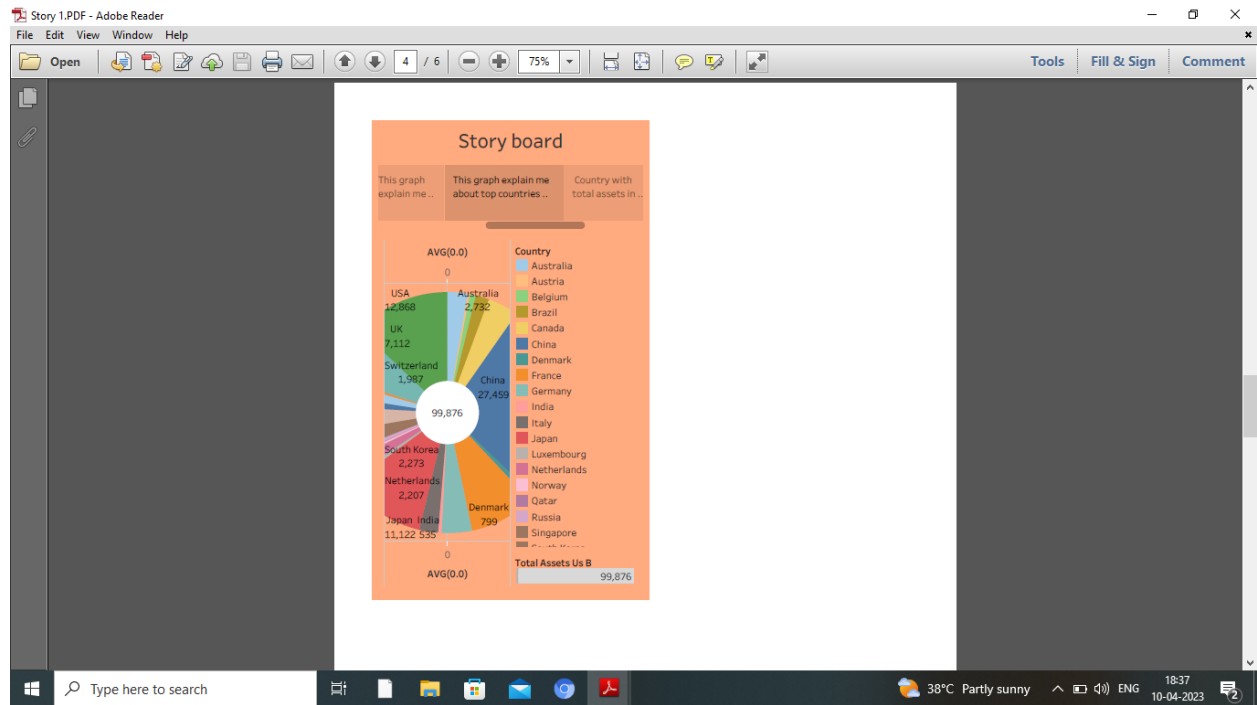 Story 1.PDF - Adobe Reader
File Edit View Window Help
Open 4 / 6 75% Tools Fill & Sign Comment
Story board
This graph
explain me ..
This graph explain me
about top countries ..
Country with
total assets in ..
AVG(0.0)
0
USA
12,868
Australia
2,732
UK
7,112
Switzerland
1,987
China
27,459
99,876
South Korea
2,273
Netherlands
2,207
Denmark
799
Japan India
11,122 535
0
AVG(0.0)
Country
Australia
Austria
Belgium
Brazil
Canada
China
Denmark
France
Germany
India
Italy
Japan
Luxembourg
Netherlands
Norway
Qatar
Russia
Singapore
Total Assets Us B
99,876
Type here to search
38°C Partly sunny
ENG
18:37
10-04-2023
2